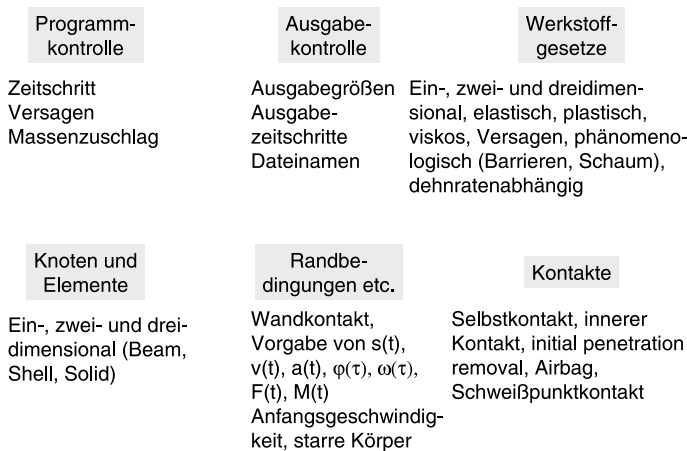 Programm-
kontrolle
Zeitschritt
Versagen
Massenzuschlag
Ausgabe-
kontrolle
Ausgabegrößen
Ausgabe-
zeitschritte
Dateinamen
Werkstoff-
gesetze
Ein-, zwei- und dreidimen-
sional, elastisch, plastisch,
viskos, Versagen, phänomeno-
logisch (Barrieren, Schaum),
dehnratenabhängig
Knoten und
Elemente
Ein-, zwei- und drei-
dimensional (Beam,
Shell, Solid)
Randbe-
dingungen etc.
Wandkontakt,
Vorgabe von s(t),
v(t), a(t), φ(τ), ω(τ),
F(t), M(t)
Anfangsgeschwindig-
keit, starre Körper
Kontakte
Selbstkontakt, innerer
Kontakt, initial penetration
removal, Airbag,
Schweißpunktkontakt